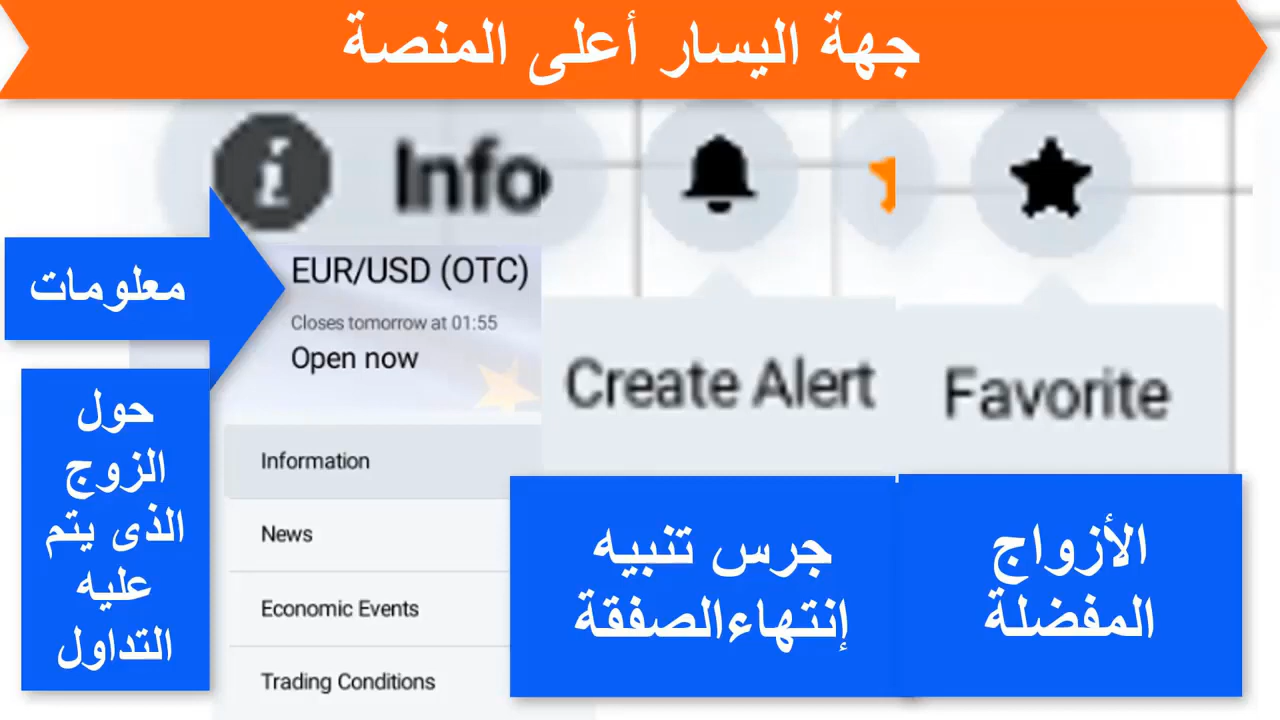 جهة اليسار أعلى المنصة
Info
معلومات
حول
الزوج
الذى يتم
عليه
التداول
EUR/USD (OTC)
Closes tomorrow at 01:55
Open now
Information
News
Economic Events
Trading Conditions
Create Alert
جرس تنبيه
إنتهاءالصفقة
Favorite
الأزواج
المفضلة